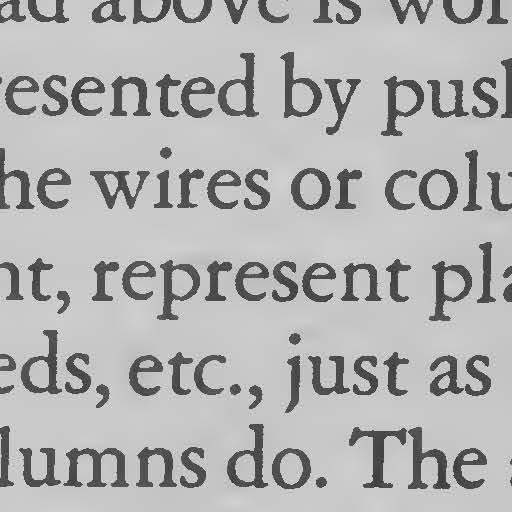 ad above is wor
resented by push
he wires or colu
nt, represent pla
eds, etc., just as
lumns do. The a